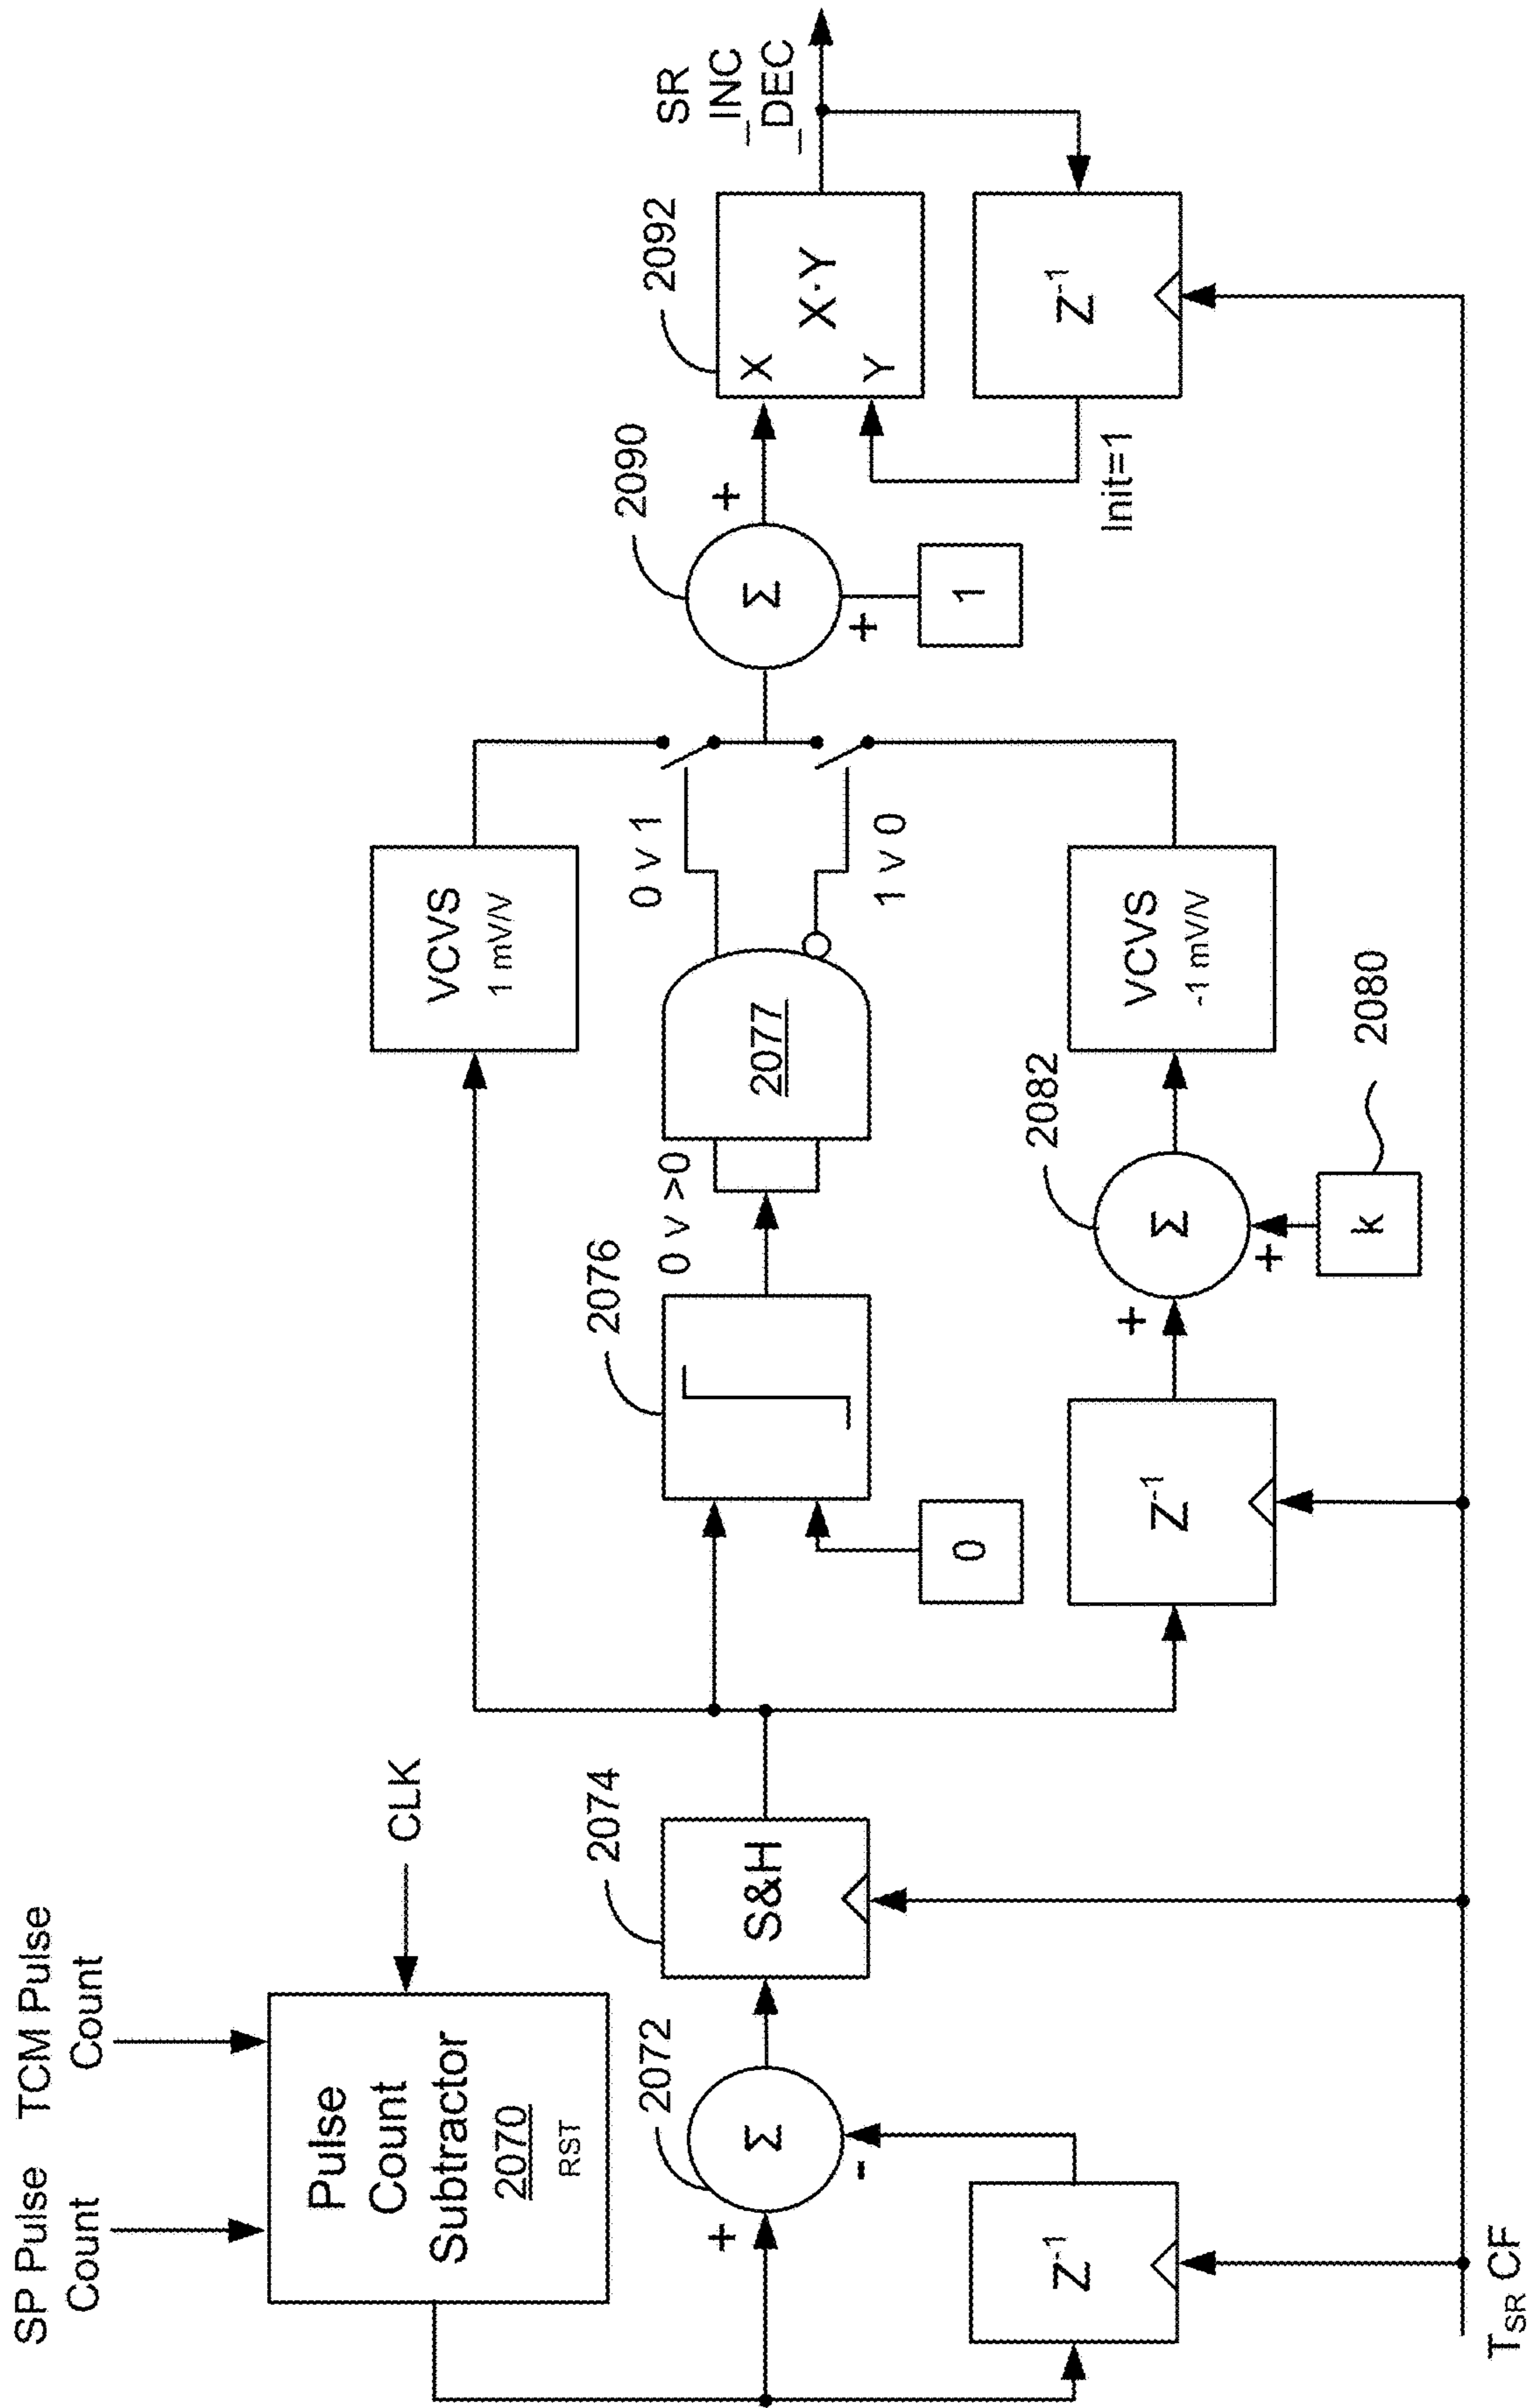 SP Pulse
Count
TCM Pulse
Count
Pulse
Count
Subtractor
2070
RST
CLK
+
-
Σ
2072
Z-1
S&H
2074
TSR CF
2076
0
0 v >0
2077
0 v 1
1 v 0
VCVS
1 mV/V
Z-1
+
Σ
2082
+
k
2080
VCVS
-1 mV/V
Σ
2090
+
+
1
X
Y
X·Y
2092
Z-1
Init=1
SR
_INC
_DEC